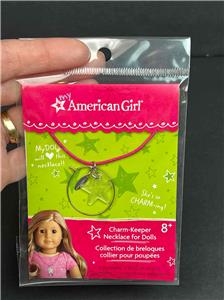 my
American Girl®
My DOLL
will ♥ this
necklace!!
She's so
CHARM-ing!
8+
Charm-Keeper
Necklace for Dolls
Collection de breloques
collier pour poupées